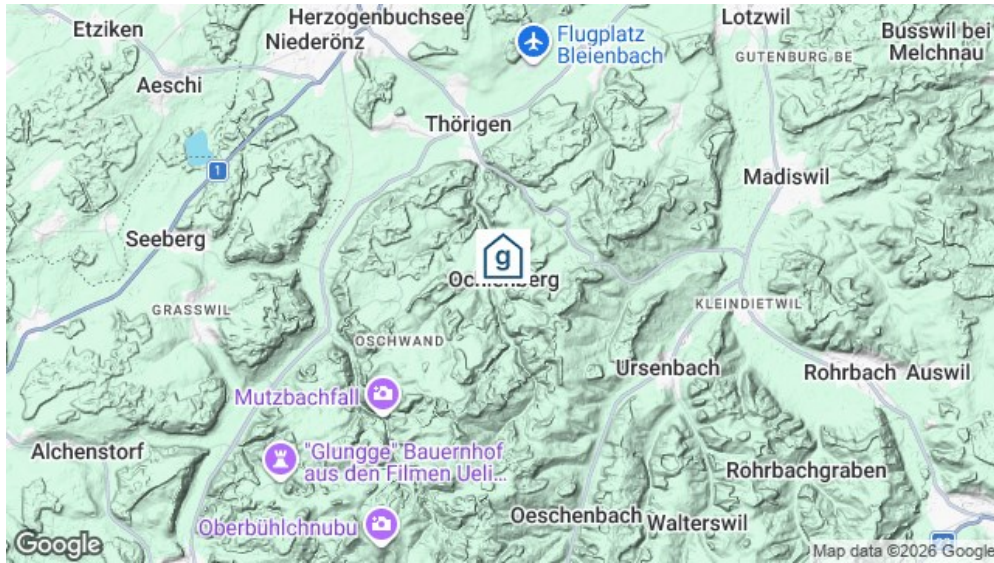 Etziken
Herzogenbuchsee
Niederönz
Flugplatz
Bleienbach
Lotzwil
GUTENBURG BE
Busswil bei
Melchnau
Aeschi
Thörigen
1
Madiswil
Seeberg
g
Ochlenberg
GRASSWIL
KLEINDIETWIL
OSCHWAND
Ursenbach
Rohrbach
Auswil
Mutzbachfall
Alchenstorf
"Glungge" Bauernhof
aus den Filmen Ueli...
Rohrbachgraben
Oberbühlchnubu
Oeschenbach
Walterswil
Google
Map data ©2026 Google